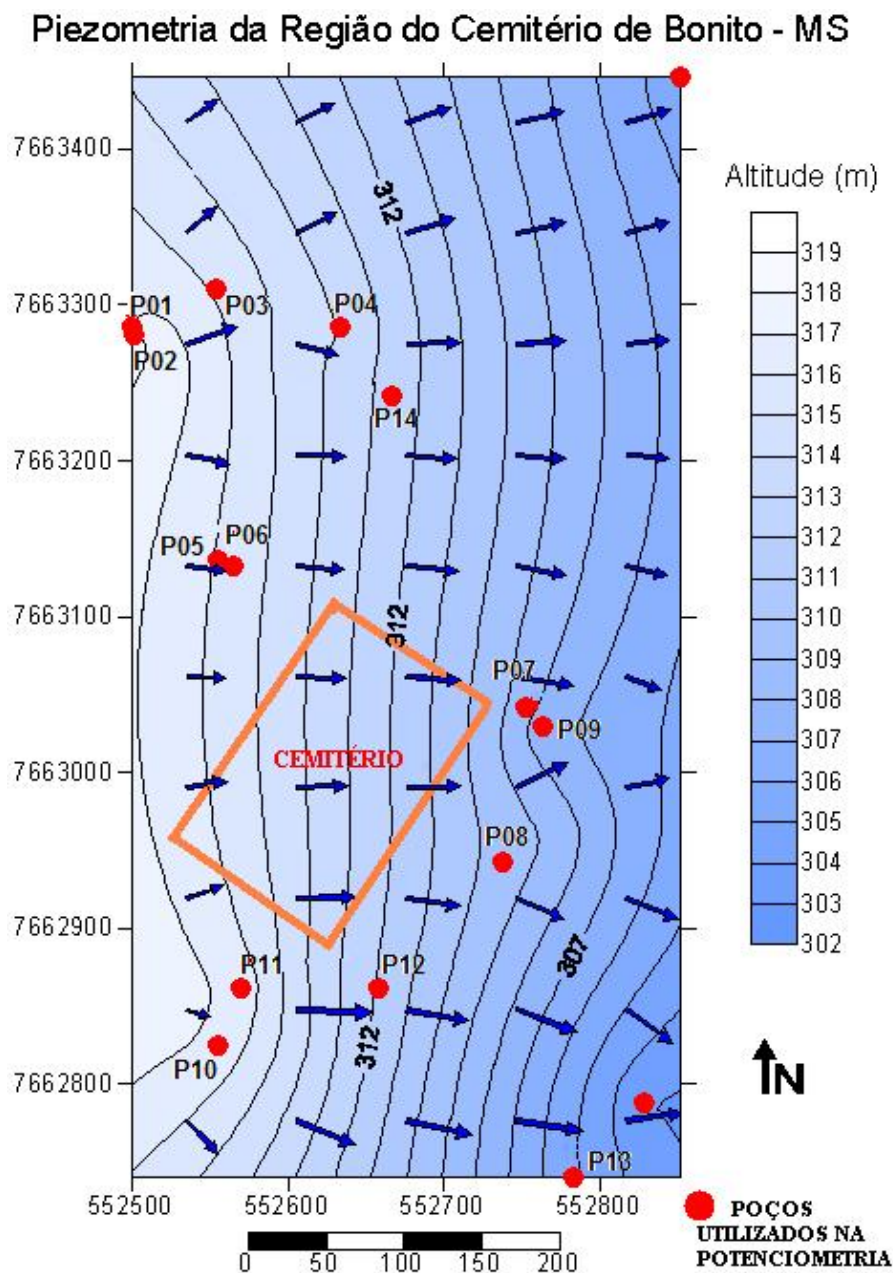 Piezometria da Região do Cemitério de Bonito - MS
7663400
7663300
7663200
7663100
7663000
7662900
7662800
552500
552600
552700
552800
312
P01
P02
P03
P04
P14
P05
P06
312
P07
P09
CEMITÉRIO
P08
P11
P12
307
312
P10
P13
Altitude (m)
319
318
317
316
315
314
313
312
311
310
309
308
307
306
305
304
303
302
N
0
50
100
150
200
POÇOS
UTILIZADOS NA
POTENCIOMETRIA